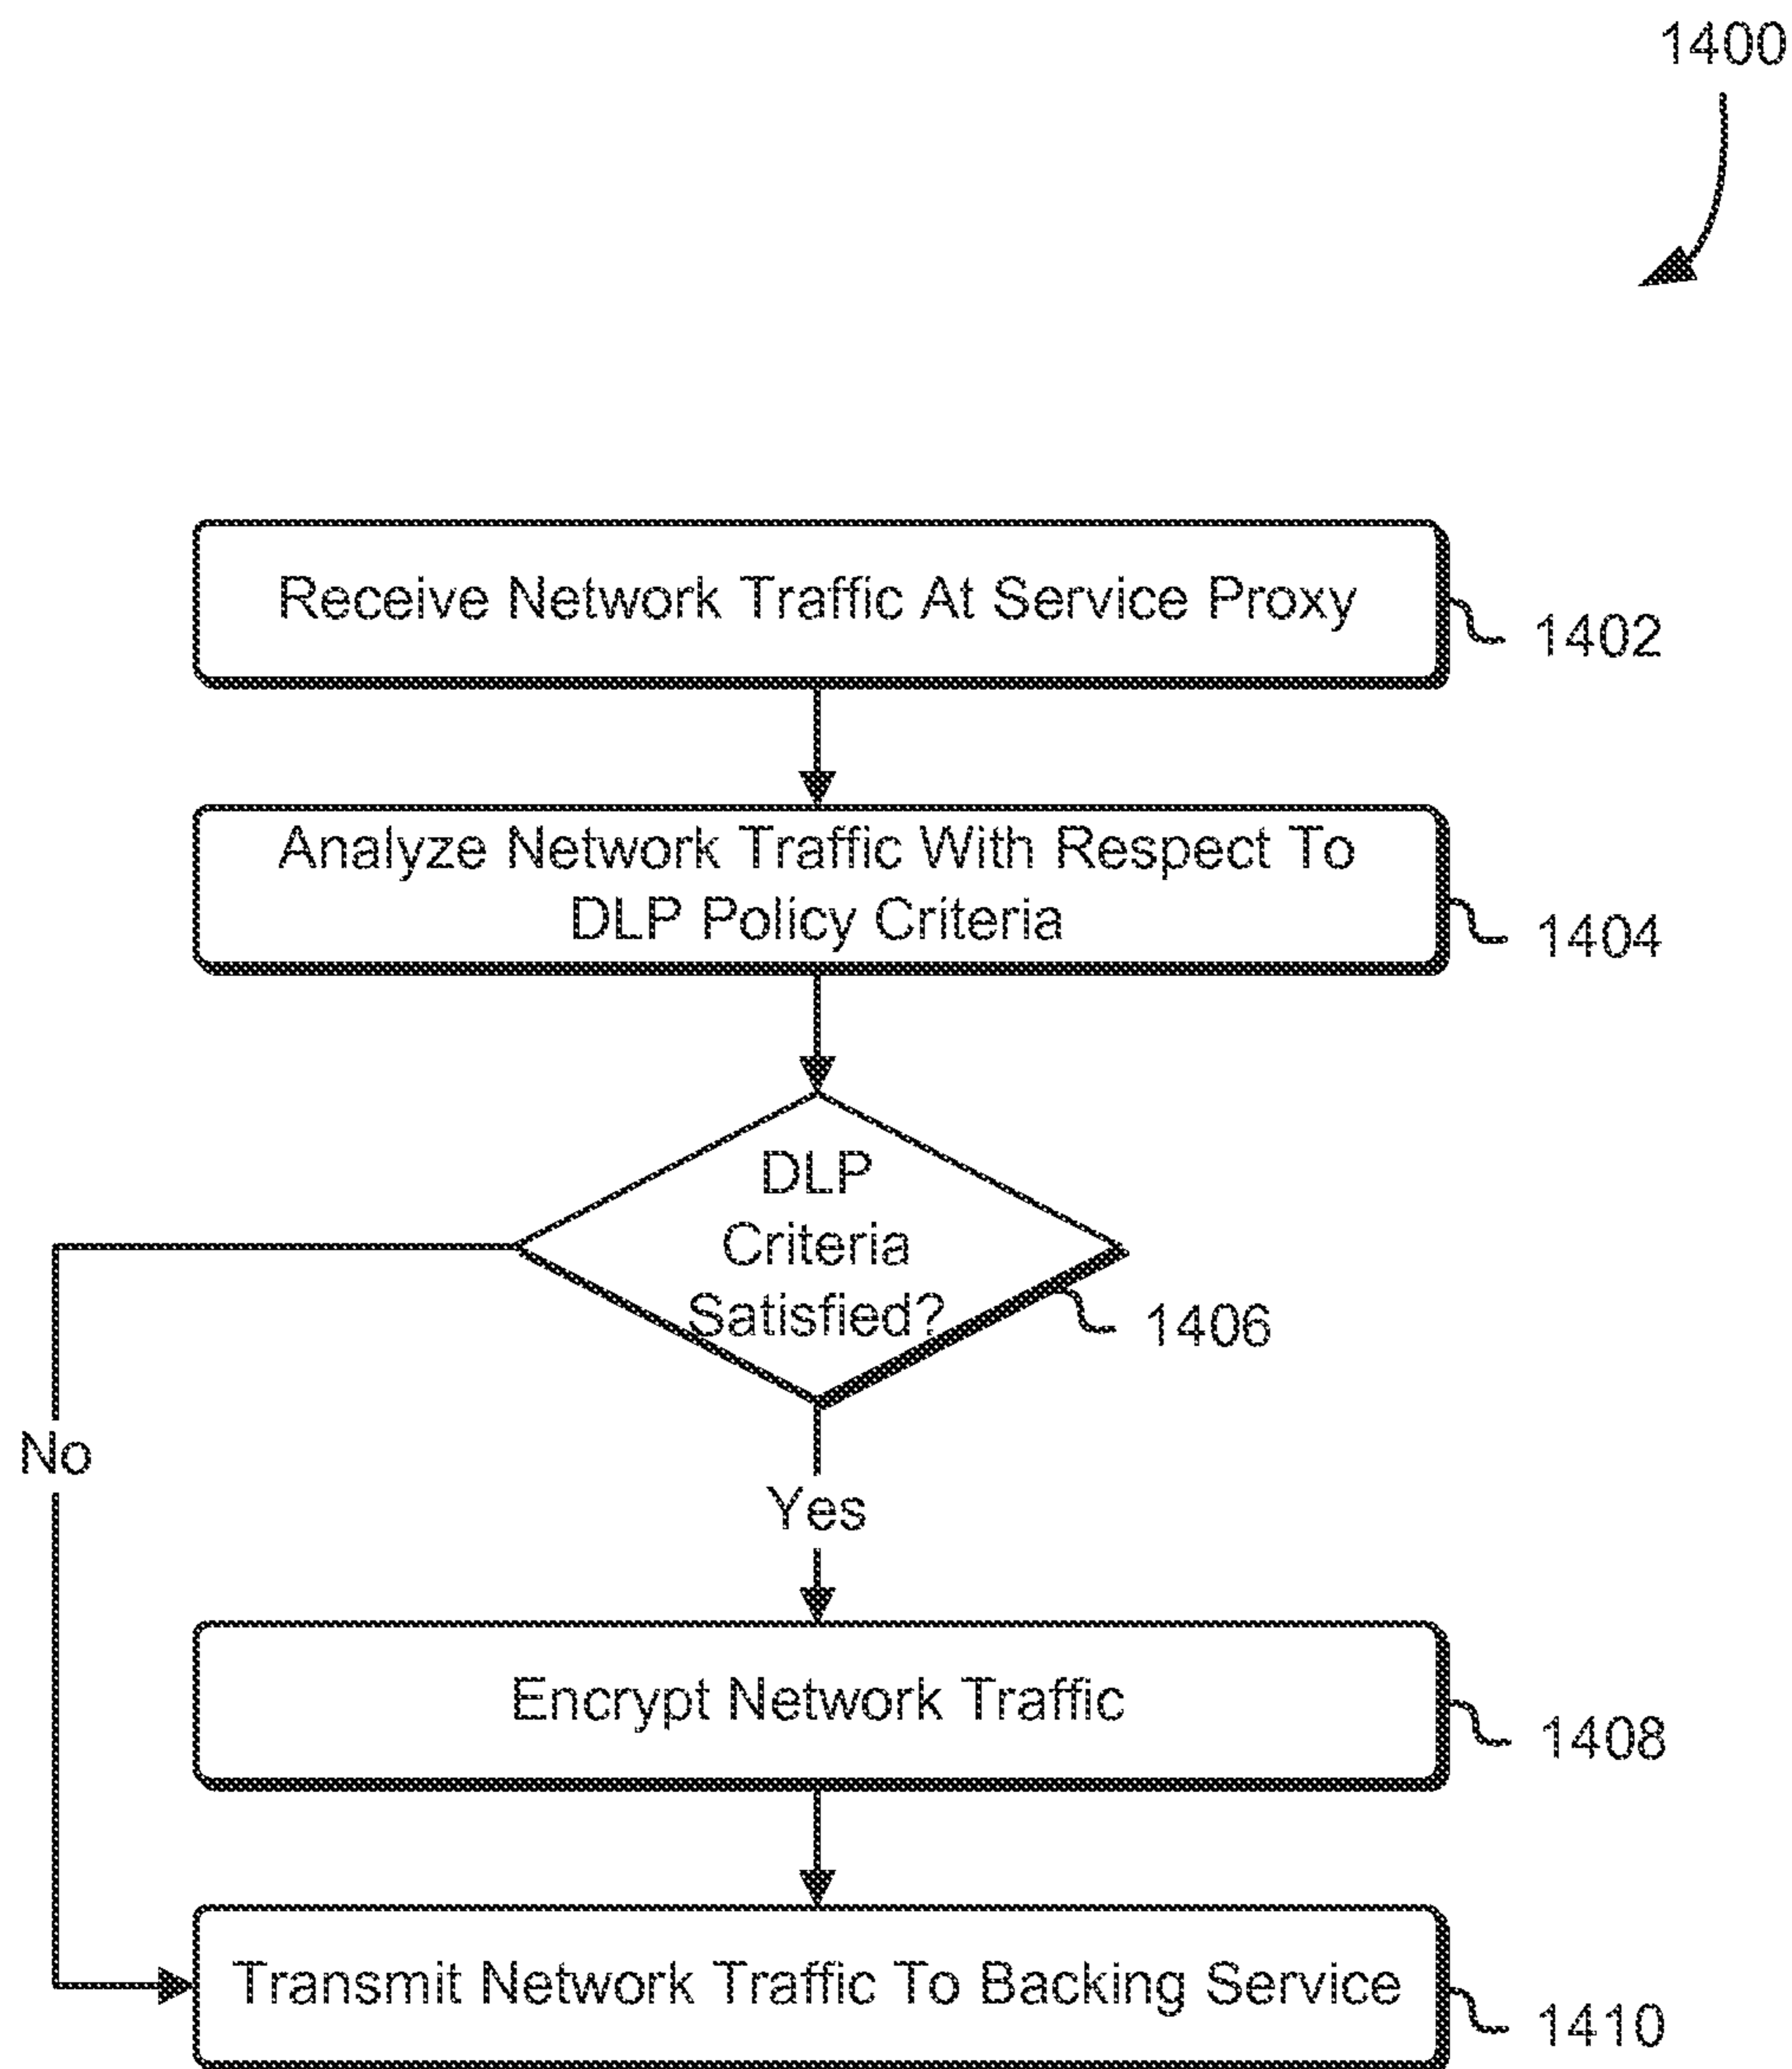 1400
Receive Network Traffic At Service Proxy
1402
Analyze Network Traffic With Respect To
DLP Policy Criteria
1404
DLP
Criteria
Satisfied?
1406
No
Yes
Encrypt Network Traffic
1408
Transmit Network Traffic To Backing Service
1410